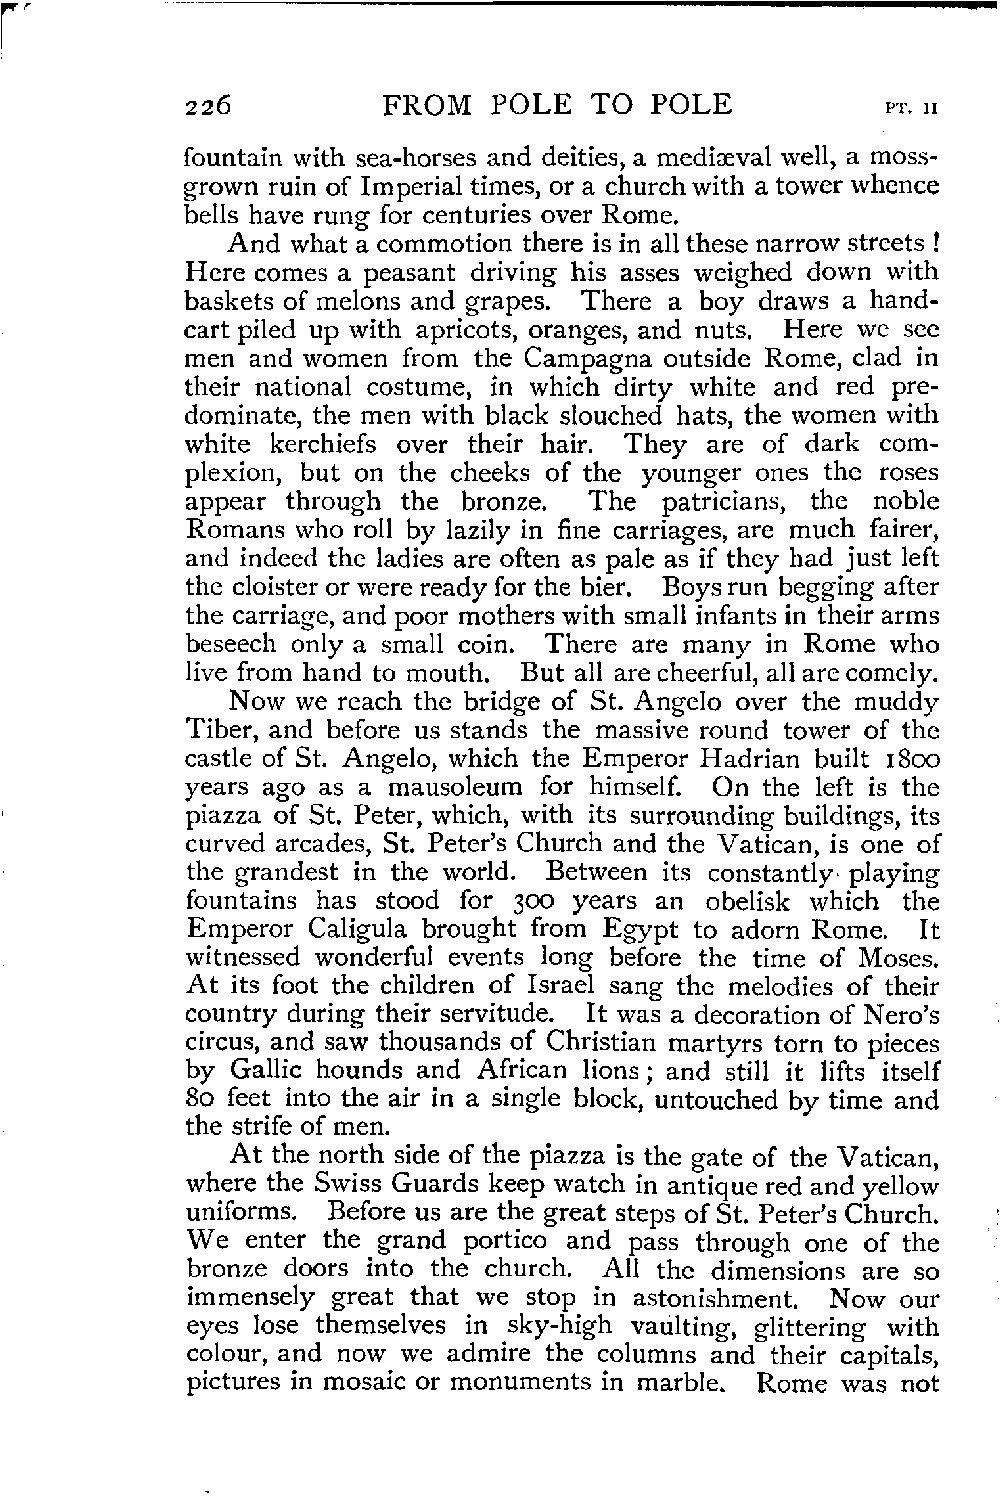 226 FROM POLE TO POLE PT. II
fountain with sea-horses and deities, a mediæval well, a moss-
grown ruin of Imperial times, or a church with a tower whence
bells have rung for centuries over Rome.
And what a commotion there is in all these narrow streets !
Here comes a peasant driving his asses weighed down with
baskets of melons and grapes. There a boy draws a hand-
cart piled up with apricots, oranges, and nuts. Here we see
men and women from the Campagna outside Rome, clad in
their national costume, in which dirty white and red pre-
dominate, the men with black slouched hats, the women with
white kerchiefs over their hair. They are of dark com-
plexion, but on the cheeks of the younger ones the roses
appear through the bronze. The patricians, the noble
Romans who roll by lazily in fine carriages, are much fairer,
and indeed the ladies are often as pale as if they had just left
the cloister or were ready for the bier. Boys run begging after
the carriage, and poor mothers with small infants in their arms
beseech only a small coin. There are many in Rome who
live from hand to mouth. But all are cheerful, all are comely.
Now we reach the bridge of St. Angelo over the muddy
Tiber, and before us stands the massive round tower of the
castle of St. Angelo, which the Emperor Hadrian built 1800
years ago as a mausoleum for himself. On the left is the
piazza of St. Peter, which, with its surrounding buildings, its
curved arcades, St. Peter's Church and the Vatican, is one of
the grandest in the world. Between its constantly playing
fountains has stood for 300 years an obelisk which the
Emperor Caligula brought from Egypt to adorn Rome. It
witnessed wonderful events long before the time of Moses.
At its foot the children of Israel sang the melodies of their
country during their servitude. It was a decoration of Nero's
circus, and saw thousands of Christian martyrs torn to pieces
by Gallic hounds and African lions ; and still it lifts itself
80 feet into the air in a single block, untouched by time and
the strife of men.
At the north side of the piazza is the gate of the Vatican,
where the Swiss Guards keep watch in antique red and yellow
uniforms. Before us are the great steps of St. Peter's Church.
We enter the grand portico and pass through one of the
bronze doors into the church. All the dimensions are so
immensely great that we stop in astonishment. Now our
eyes lose themselves in sky-high vaulting, glittering with
colour, and now we admire the columns and their capitals,
pictures in mosaic or monuments in marble. Rome was not